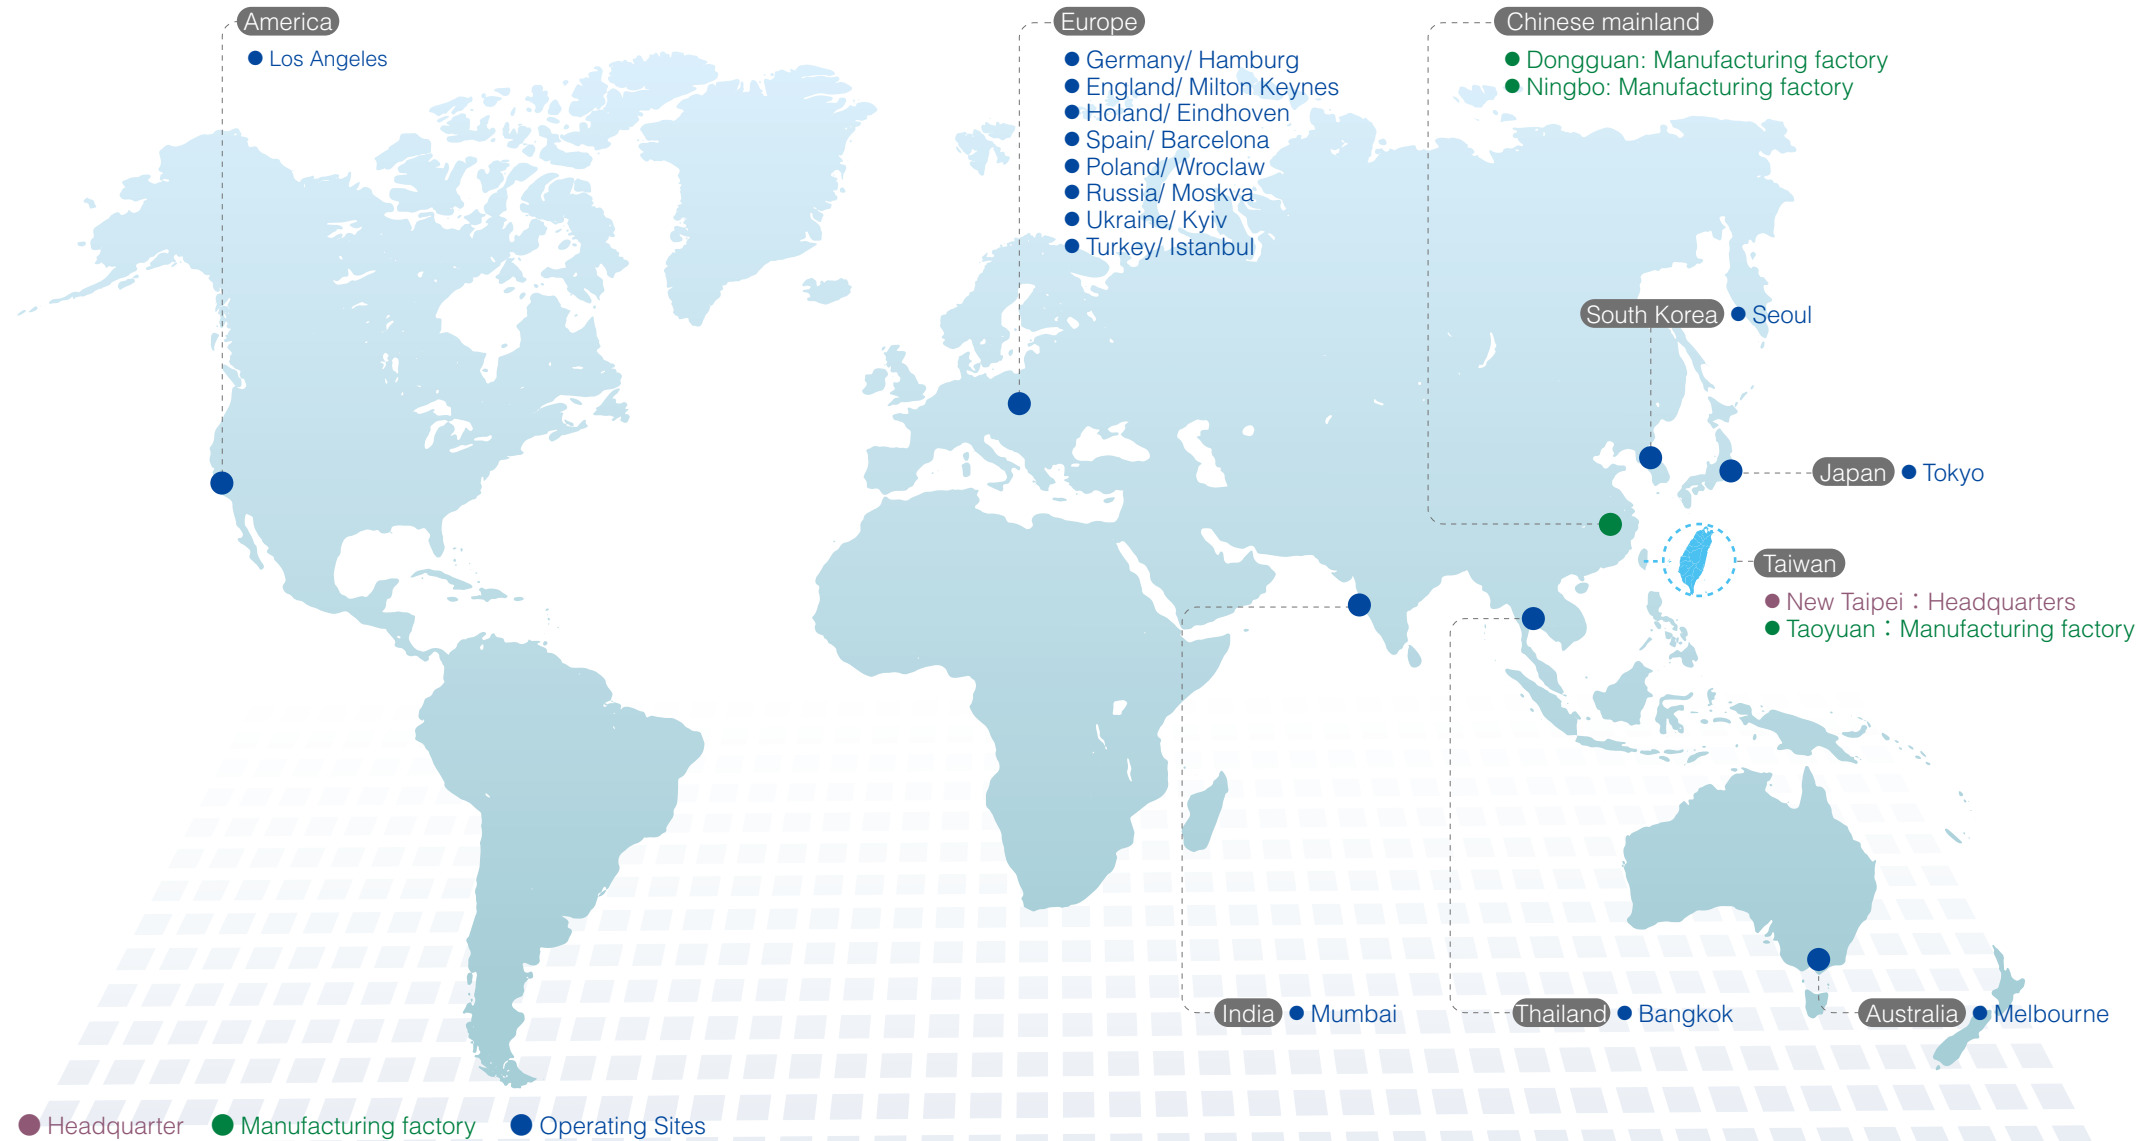 America
Los Angeles
Europe
Germany/ Hamburg
England/ Milton Keynes
Holand/ Eindhoven
Spain/ Barcelona
Poland/ Wroclaw
Russia/ Moskva
Ukraine/ Kyiv
Turkey/ Istanbul
Chinese mainland
Dongguan: Manufacturing factory
Ningbo: Manufacturing factory
South Korea Seoul
Japan Tokyo
Taiwan
New Taipei：Headquarters
Taoyuan：Manufacturing factory
India Mumbai
Thailand Bangkok
Australia Melbourne
Headquarter Manufacturing factory Operating Sites